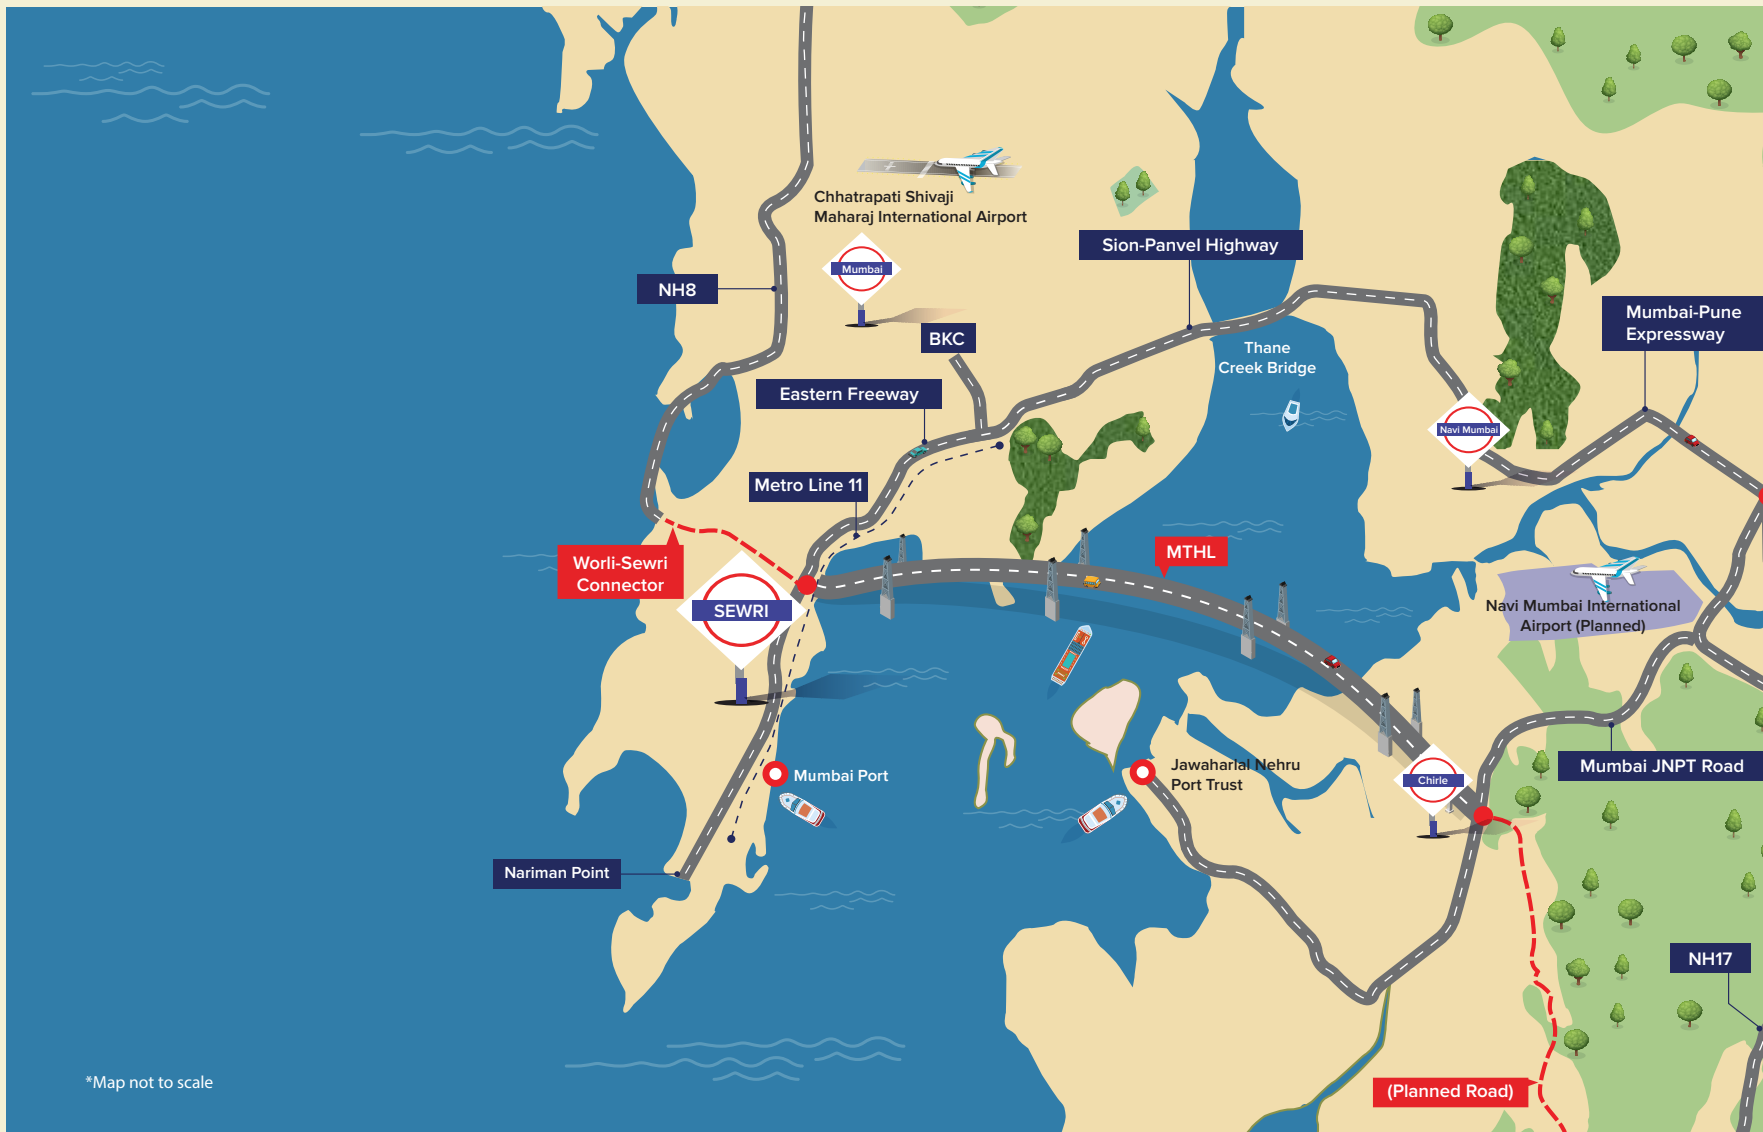 Chhatrapati Shivaji
Maharaj International Airport
Mumbai
Sion-Panvel Highway
NH8
Mumbai-Pune
Expressway
BKC
Thane
Creek Bridge
Eastern Freeway
Navi Mumbai
Metro Line 11
MTHL
Worli-Sewri
Connector
SEWRI
Navi Mumbai International
Airport (Planned)
Mumbai Port
Jawaharlal Nehru
Port Trust
Chirle
Mumbai JNPT Road
Nariman Point
NH17
*Map not to scale
(Planned Road)